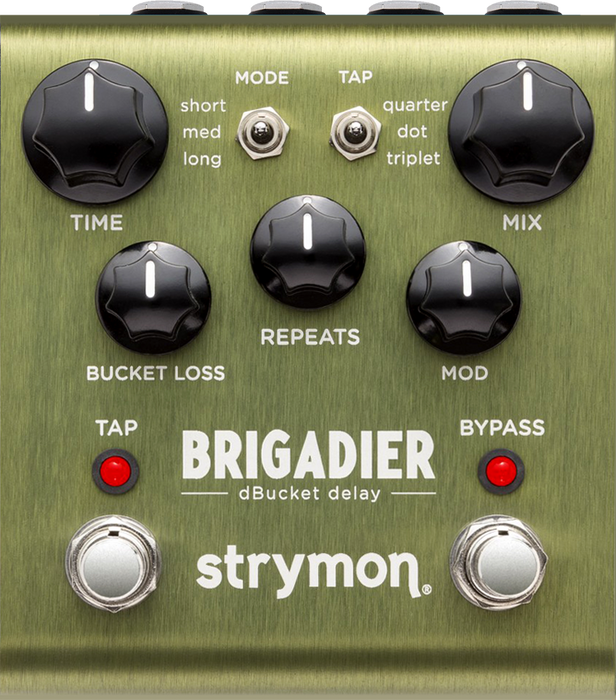 MODE TAP
short quarter
med dot
long triplet
TIME MIX
REPEATS
BUCKET LOSS MOD
TAP BYPASS
BRIGADIER
dBucket delay
strymon®